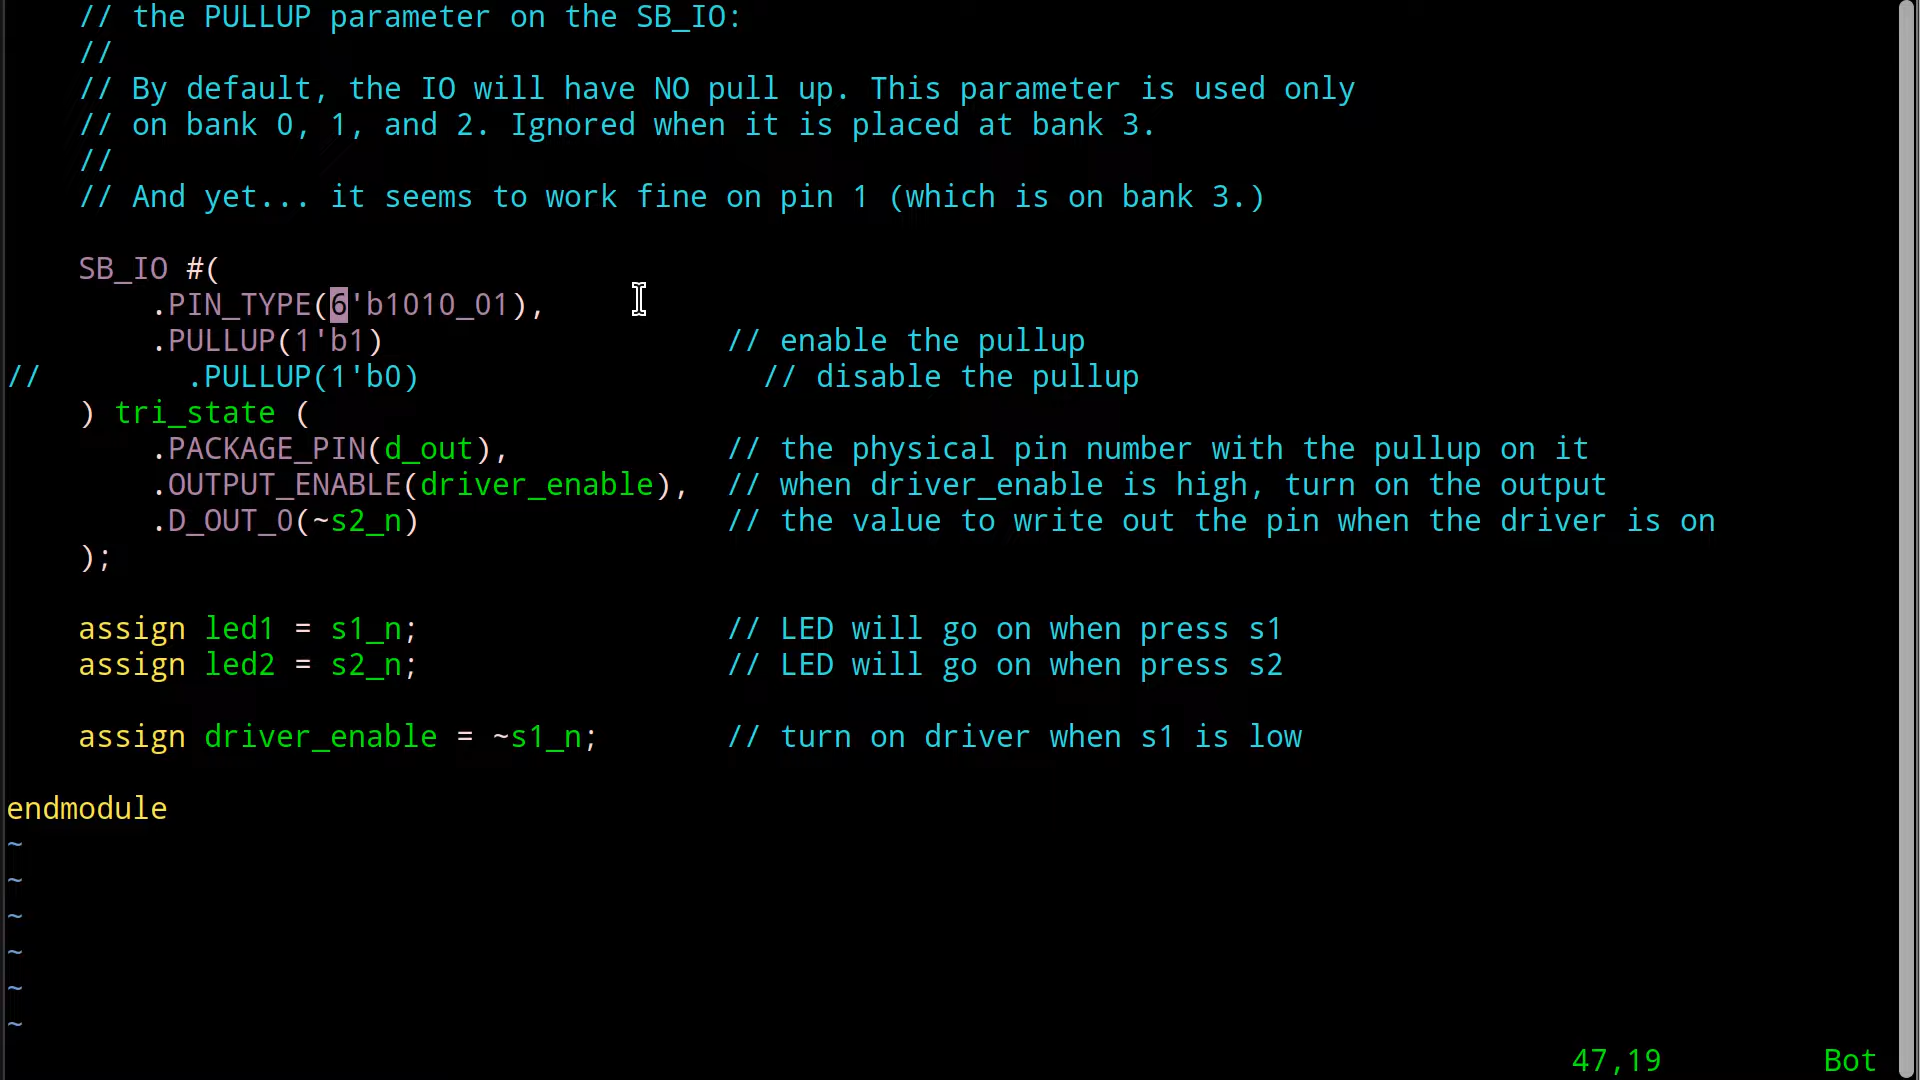 // the PULLUP parameter on the SB_IO:
//
// By default, the IO will have NO pull up. This parameter is used only
// on bank 0, 1, and 2. Ignored when it is placed at bank 3.
//
// And yet... it seems to work fine on pin 1 (which is on bank 3.)
SB_IO #(
.PIN_TYPE(6'b1010_01),
.PULLUP(1'b1) // enable the pullup
// .PULLUP(1'b0) // disable the pullup
) tri_state (
.PACKAGE_PIN(d_out), // the physical pin number with the pullup on it
.OUTPUT_ENABLE(driver_enable), // when driver_enable is high, turn on the output
.D_OUT_0(~s2_n) // the value to write out the pin when the driver is on
);
assign led1 = s1_n; // LED will go on when press s1
assign led2 = s2_n; // LED will go on when press s2
assign driver_enable = ~s1_n; // turn on driver when s1 is low
endmodule
~
~
~
~
~
~
47,19 Bot